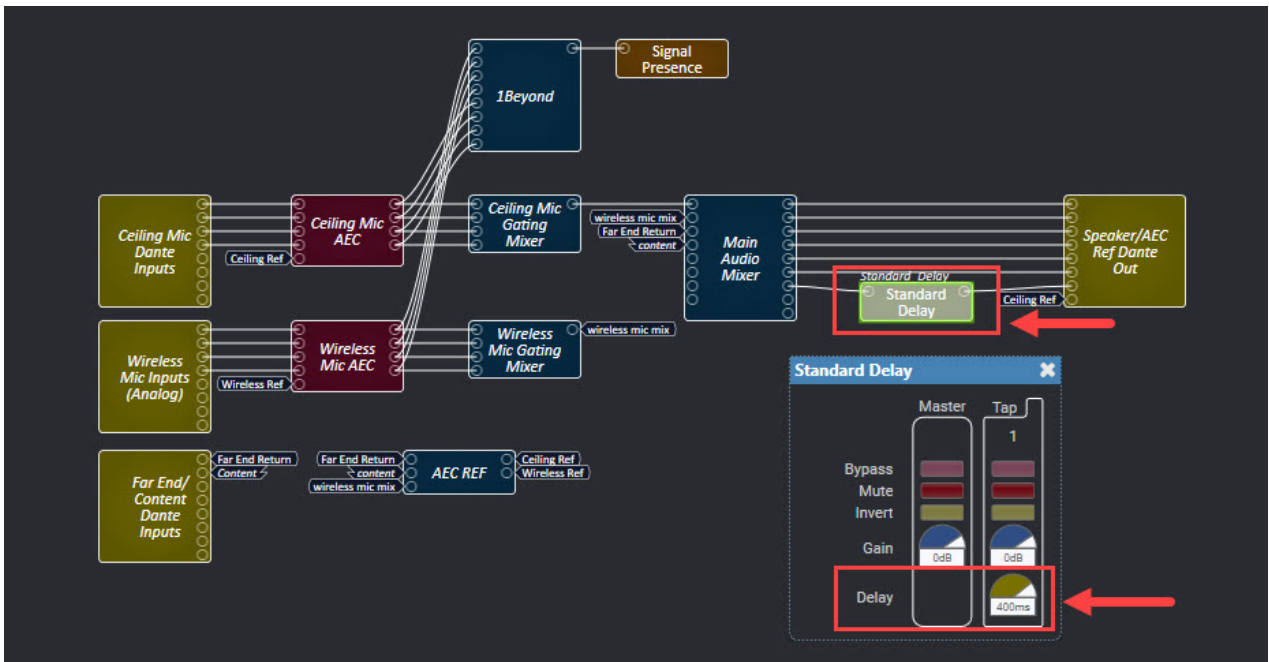 Signal
Presence
1Beyond
Ceiling Mic
Dante
Inputs
Ceiling Ref
Ceiling Mic
AEC
Ceiling Mic
Gating
Mixer
wireless mic mix
Far End Return
content
Main
Audio
Mixer
Standard Delay
Standard
Delay
Ceiling Ref
Speaker/AEC
Ref Dante
Out
Wireless
Mic Inputs
(Analog)
Wireless Ref
Wireless
Mic AEC
Wireless
Mic Gating
Mixer
wireless mic mix
Far End/
Content
Dante
Inputs
Far End Return
Content
Far End Return
content
wireless mic mix
AEC REF
Ceiling Ref
Wireless Ref
Standard Delay
Master Tap
1
Bypass
Mute
Invert
Gain 0dB 0dB
Delay 400ms